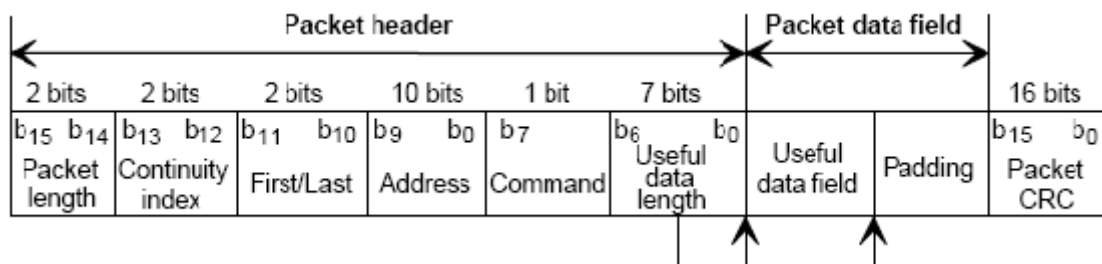 Packet header Packet data field
2 bits 2 bits 2 bits 10 bits 1 bit 7 bits 16 bits
b15 b14 b13 b12 b11 b10 b9 b0 b7 b6 b0 b15 b0
Packet length
Continuity index
First/Last
Address
Command
Useful data length
Useful data field
Padding
Packet CRC